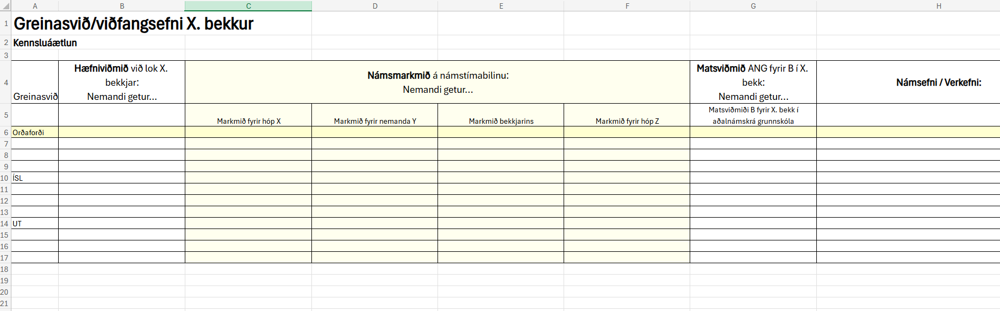 A B C D E F G H
1 Greinasvið/viðfangsefni X. bekkur
2 Kennsluáætlun
3
4 Greinasvið
Hæfniviðmið við lok X.
bekkjar:
Nemandi getur...
Námsmarkmið á námstímabilinu:
Nemandi getur...
Matsviðmið ANG fyrir B í X.
bekk:
Nemandi getur...
Námsefni / Verkefni:
5 Markmið fyrir hóp X Markmið fyrir nemanda Y Markmið bekkjarins Markmið fyrir hóp Z
Matsviðmiði B fyrir X. bekk í
aðalnámskrá grunnskóla
6 Orðaforði
7
8
9
10 ÍSL
11
12
13
14 UT
15
16
17
18
19
20
21